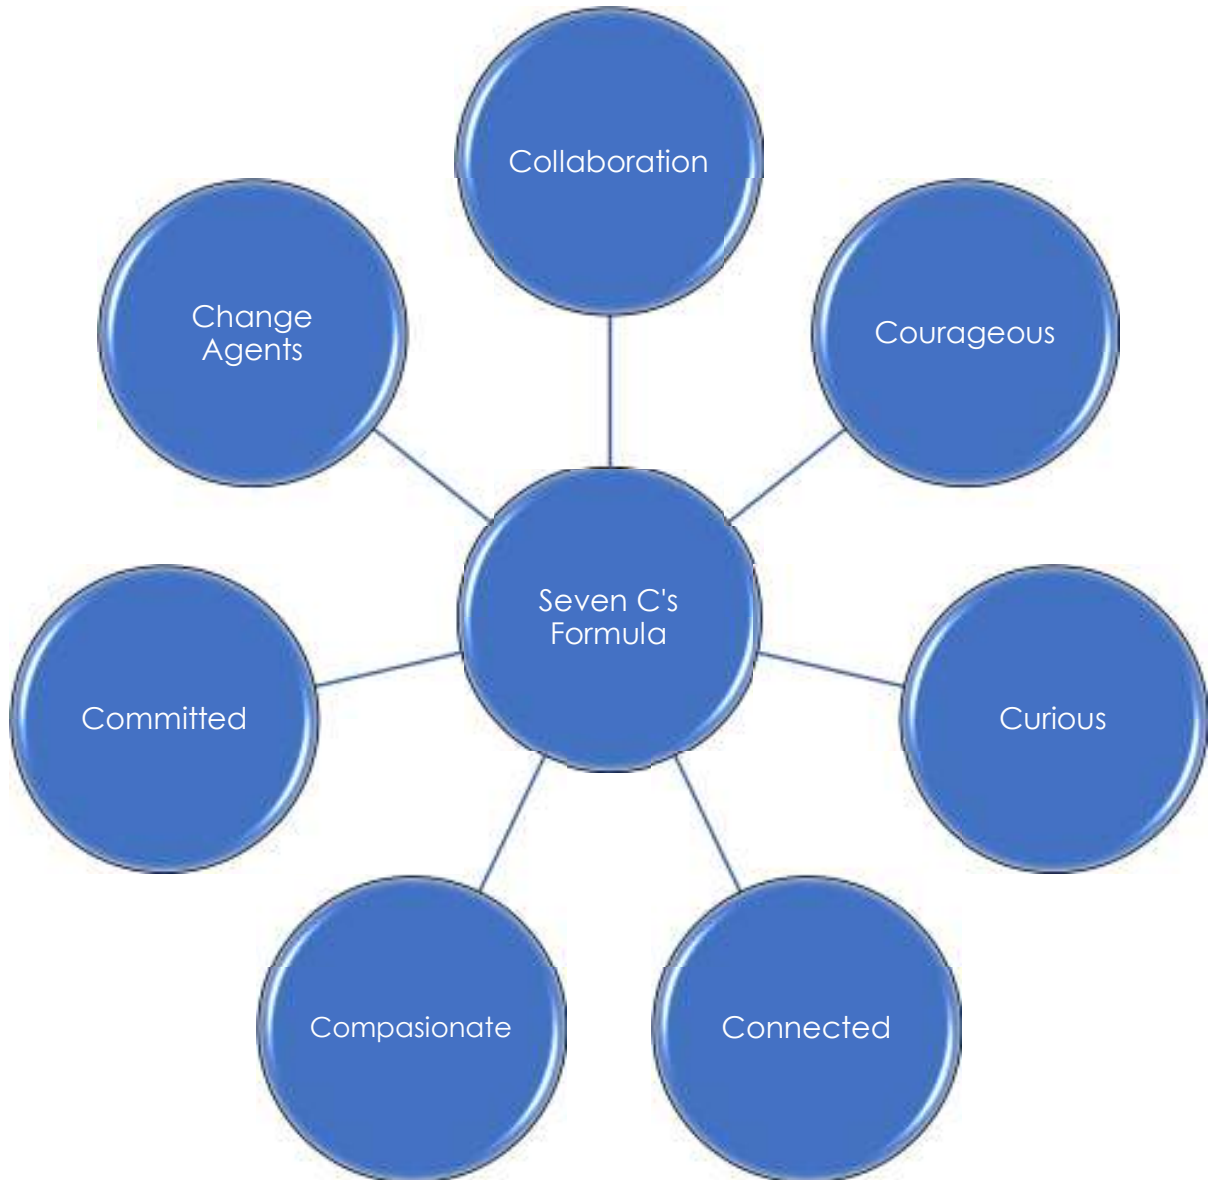 Collaboration
Change
Agents
Courageous
Seven C's
Formula
Committed
Curious
Compasionate
Connected